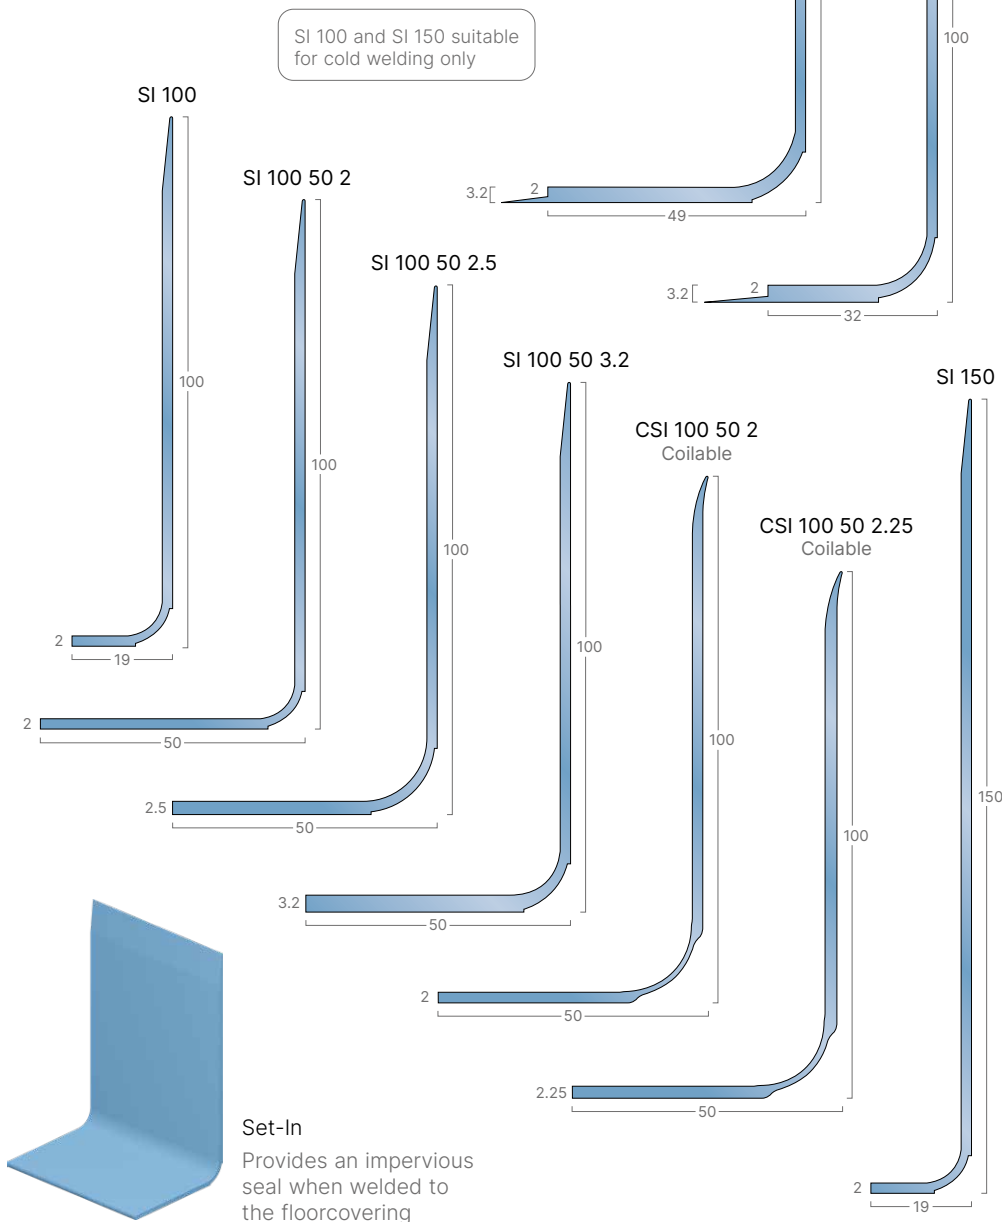 SI 100 and SI 150 suitable
for cold welding only
100
3.2
2
49
3.2
2
32
SI 100
100
2
19
SI 100 50 2
100
2
50
SI 100 50 2.5
100
2.5
50
SI 100 50 3.2
100
3.2
50
CSI 100 50 2
Coilable
100
2
50
CSI 100 50 2.25
Coilable
100
2.25
50
SI 150
150
2
19
Set-In
Provides an impervious
seal when welded to
the floorcovering